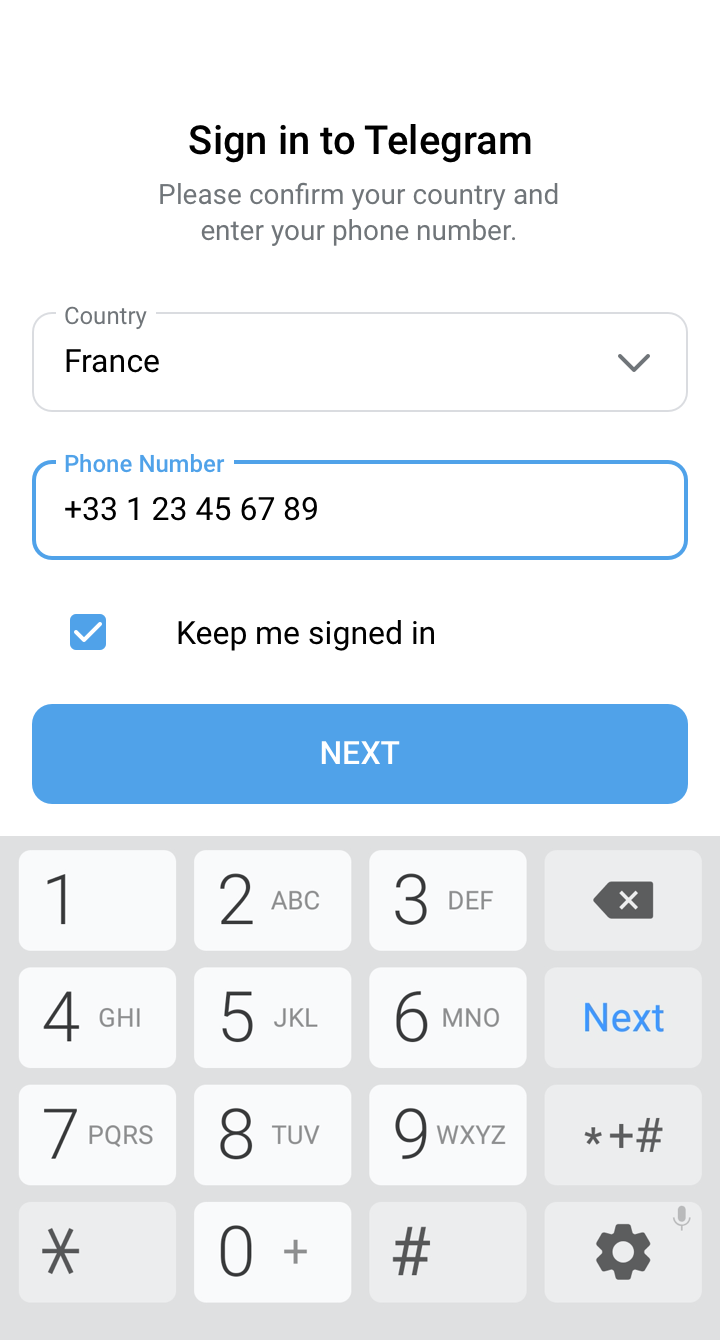 Sign in to Telegram
Please confirm your country and
enter your phone number.
Country
France
Phone Number
+33 1 23 45 67 89
Keep me signed in
NEXT
1 2 ABC 3 DEF
4 GHI 5 JKL 6 MNO Next
7 PQRS 8 TUV 9 WXYZ *+#
* 0 + #